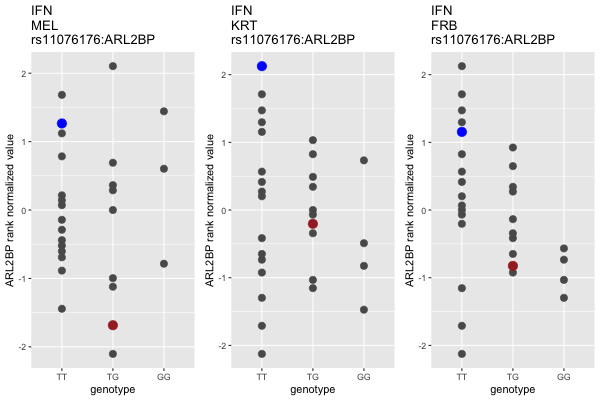 IFN
MEL
rs11076176:ARL2BP
ARL2BP rank normalized value
2
1
0
-1
-2
TT TG GG
genotype
IFN
KRT
rs11076176:ARL2BP
ARL2BP rank normalized value
2
1
0
-1
-2
TT TG GG
genotype
IFN
FRB
rs11076176:ARL2BP
ARL2BP rank normalized value
2
1
0
-1
-2
TT TG GG
genotype